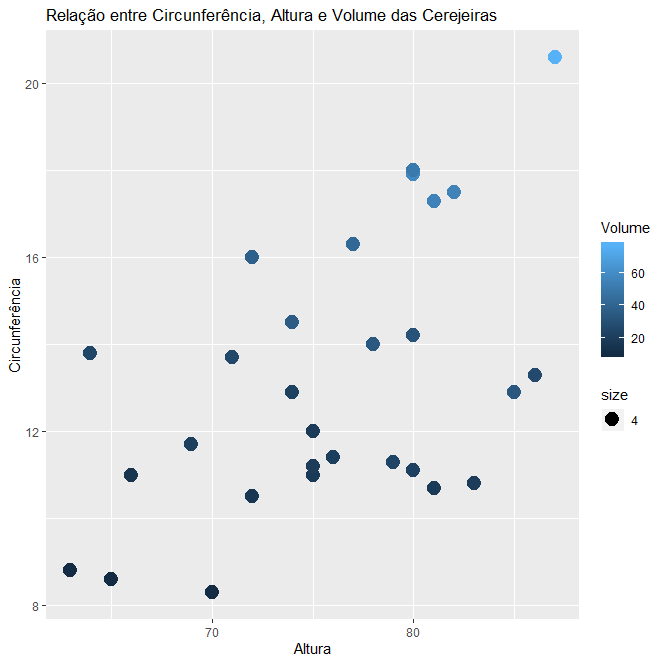 Relação entre Circunferência, Altura e Volume das Cerejeiras
Circunferência
20
16
12
8
70
80
Altura
Volume
60
40
20
size
4